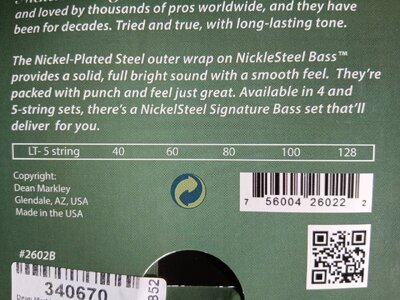 and loved by thousands of pros worldwide, and they have
been for decades. Tried and true, with long-lasting tone.
The Nickel-Plated Steel outer wrap on NickleSteel Bass™
provides a solid, full bright sound with a smooth feel. They're
packed with punch and feel just great. Available in 4 and
5-string sets, there's a NickelSteel Signature Bass set that'll
deliver for you.
LT- 5 string 40 60 80 100 128
Copyright:
Dean Markley
Glendale, AZ, USA
Made in the USA
7 56004 26022 2
#2602B
340670
B52
Dean